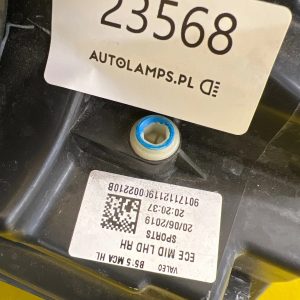 23568
AUTOLAMPS.PL
VALEO B5'5 MCA HL
ECE MID LHD RH
SPORTS
20/06/2019
20:20:37